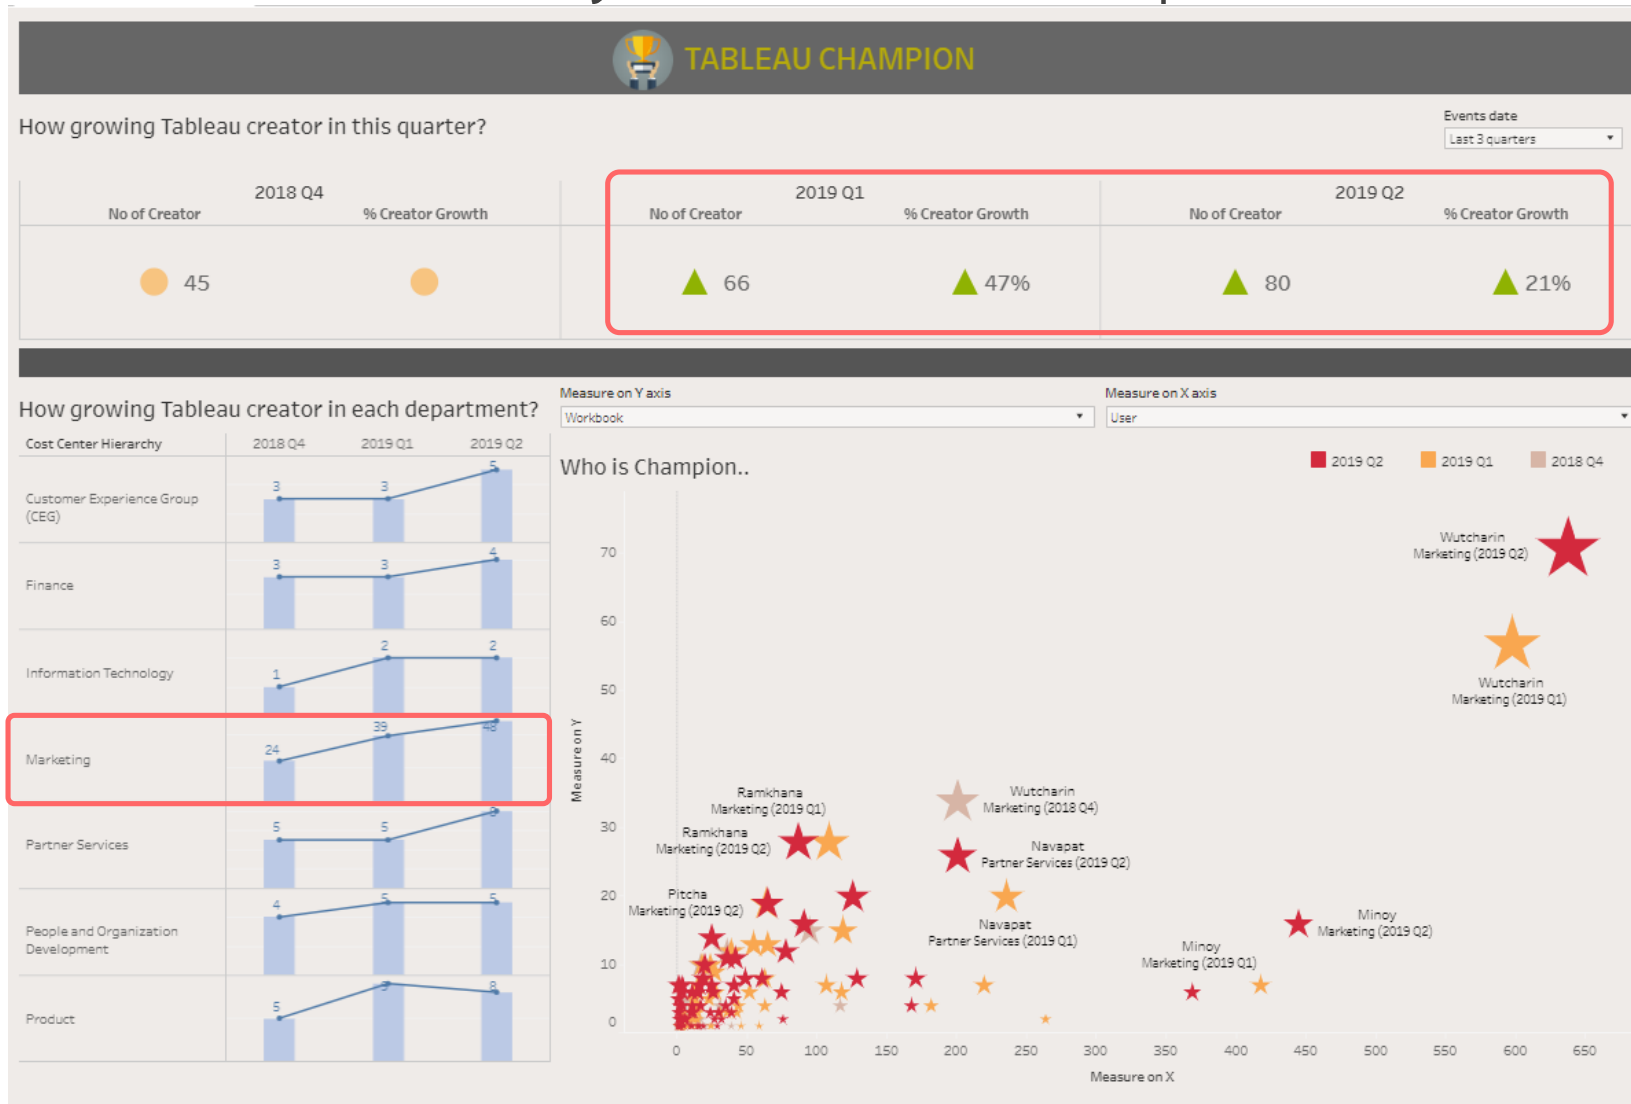 TABLEAU CHAMPION
How growing Tableau creator in this quarter?
Events date
Last 3 quarters
2018 Q4
2019 Q1
2019 Q2
No of Creator
% Creator Growth
No of Creator
% Creator Growth
No of Creator
% Creator Growth
45
66
47%
80
21%
How growing Tableau creator in each department?
Measure on Y axis
Workbook
Measure on X axis
User
Cost Center Hierarchy
2018 Q4
2019 Q1
2019 Q2
Customer Experience Group
(CEG)
3
3
5
Finance
3
3
4
Information Technology
1
2
2
Marketing
24
39
48
Partner Services
5
5
People and Organization
Development
4
5
5
Product
5
8
Who is Champion..
2019 Q2
2019 Q1
2018 Q4
Wutcharin
Marketing (2019 Q2)
Wutcharin
Marketing (2019 Q1)
Ramkhana
Marketing (2019 Q1)
Wutcharin
Marketing (2018 Q4)
Ramkhana
Marketing (2019 Q2)
Navapat
Partner Services (2019 Q2)
Pitcha
Marketing (2019 Q2)
Navapat
Partner Services (2019 Q1)
Minoy
Marketing (2019 Q2)
Minoy
Marketing (2019 Q1)
Measure on Y
70
60
50
40
30
20
10
0
0
50
100
150
200
250
300
350
400
450
500
550
600
650
Measure on X